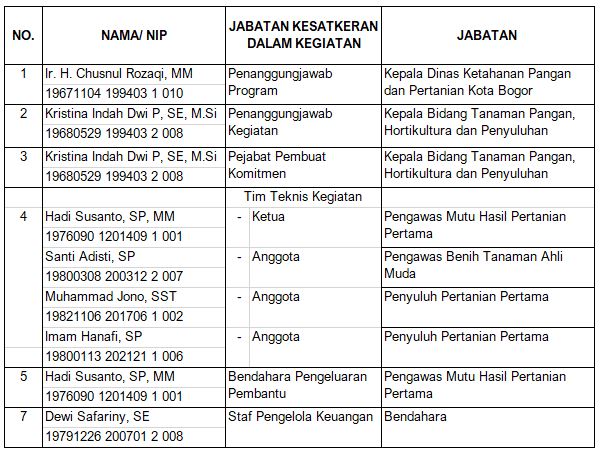 NO. NAMA/ NIP JABATAN KESATKERAN JABATAN
DALAM KEGIATAN
1 Ir. H. Chusnul Rozaqi, MM Penanggungjawab Kepala Dinas Ketahanan Pangan
19671104 199403 1 010 Program dan Pertanian Kota Bogor
2 Kristina Indah Dwi P, SE, M.Si Penanggungjawab Kepala Bidang Tanaman Pangan,
19680529 199403 2 008 Kegiatan Hortikultura dan Penyuluhan
3 Kristina Indah Dwi P, SE, M.Si Pejabat Pembuat Kepala Bidang Tanaman Pangan,
19680529 199403 2 008 Komitmen Hortikultura dan Penyuluhan
Tim Teknis Kegiatan
4 Hadi Susanto, SP, MM - Ketua Pengawas Mutu Hasil Pertanian
1976090 1201409 1 001 Pertama
Santi Adisti, SP - Anggota Pengawas Benih Tanaman Ahli
19800308 200312 2 007 Muda
Muhammad Jono, SST - Anggota Penyuluh Pertanian Pertama
19821106 201706 1 002
Imam Hanafi, SP - Anggota Penyuluh Pertanian Pertama
19800113 202121 1 006
5 Hadi Susanto, SP, MM Bendahara Pengeluaran Pengawas Mutu Hasil Pertanian
1976090 1201409 1 001 Pembantu Pertama
7 Dewi Safariny, SE Staf Pengelola Keuangan Bendahara
19791226 200701 2 008